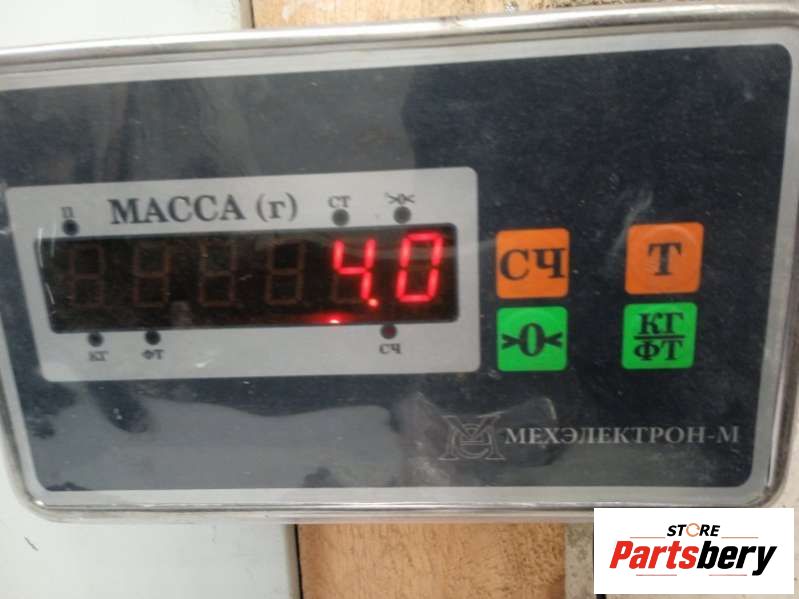 МАССА (г)
П
СТ
>0<
4.0
КГ
ФТ
СЧ
СЧ
Т
>0<
КГ
ФТ
МЕХЭЛЕКТРОН-М
STORE
Partsbery